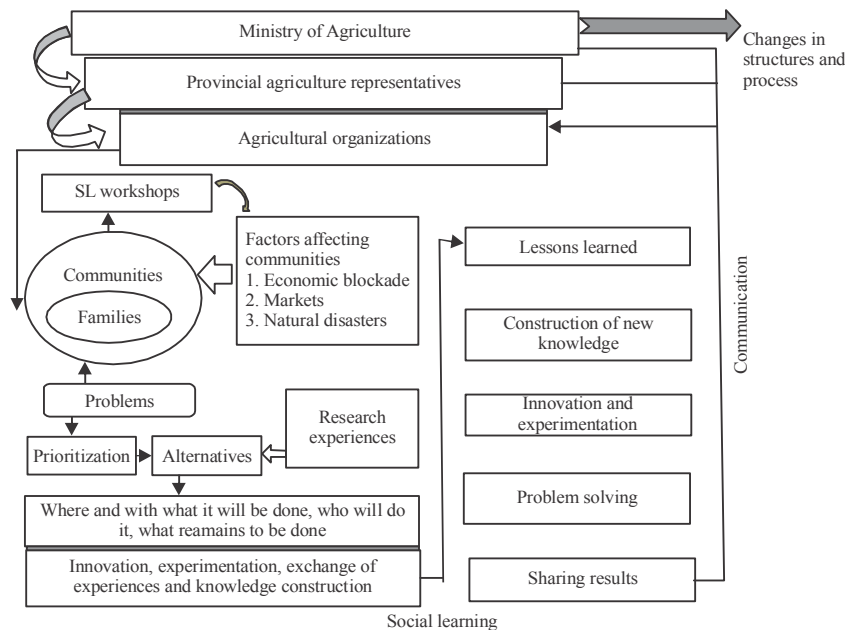 Ministry of Agriculture
Changes in
structures and
process
Provincial agriculture representatives
Agricultural organizations
SL workshops
Factors affecting
communities
1. Economic blockade
2. Markets
3. Natural disasters
Communities
Families
Problems
Prioritization
Alternatives
Research
experiences
Where and with what it will be done, who will do
it, what reamains to be done
Innovation, experimentation, exchange of
experiences and knowledge construction
Lessons learned
Construction of new
knowledge
Innovation and
experimentation
Problem solving
Sharing results
Communication
Social learning